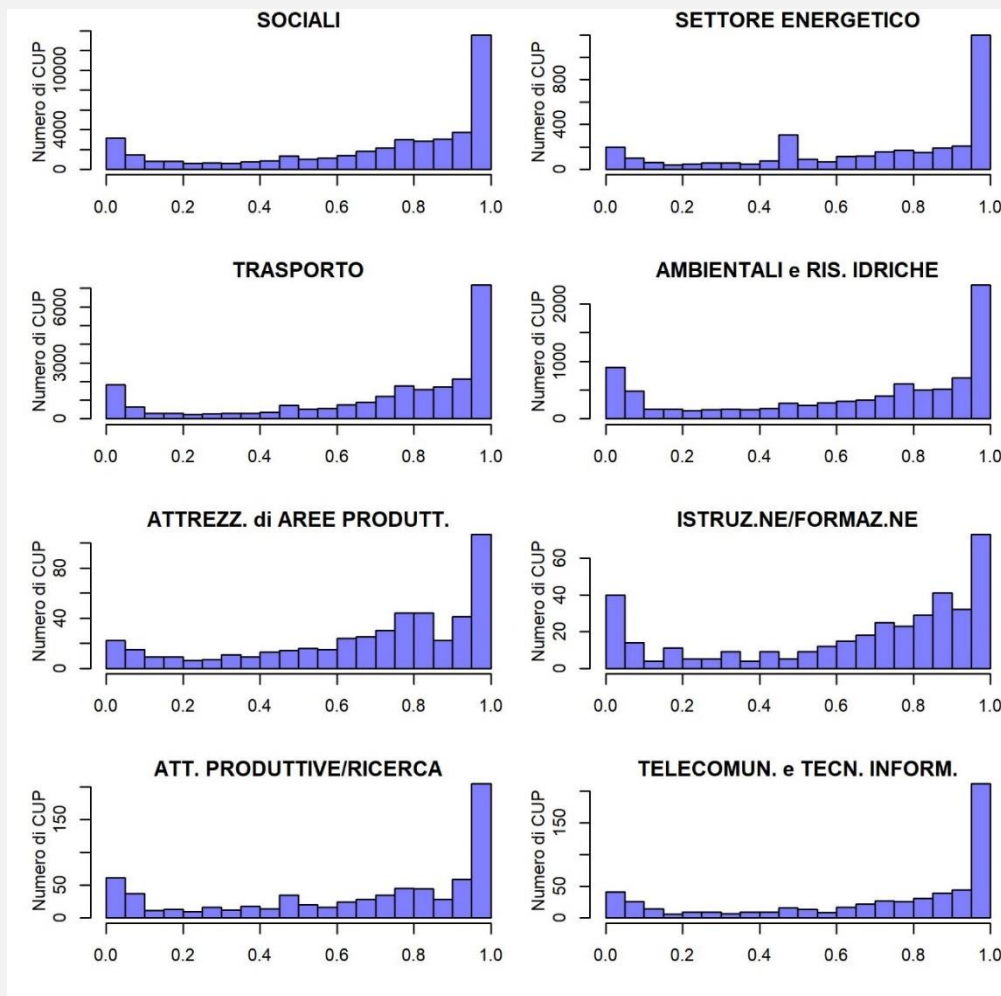 SOCIALI
Numero di CUP
10000
4000
0
0.0 0.2 0.4 0.6 0.8 1.0
SETTORE ENERGETICO
Numero di CUP
800
400
0
0.0 0.2 0.4 0.6 0.8 1.0
TRASPORTO
Numero di CUP
60000
30000
0
0.0 0.2 0.4 0.6 0.8 1.0
AMBIENTALI e RIS. IDRICHE
Numero di CUP
2000
1000
0
0.0 0.2 0.4 0.6 0.8 1.0
ATTREZZ. di AREE PRODUTT.
Numero di CUP
80
40
0
0.0 0.2 0.4 0.6 0.8 1.0
ISTRUZ.NE/FORMAZ.NE
Numero di CUP
60
40
20
0
0.0 0.2 0.4 0.6 0.8 1.0
ATT. PRODUTTIVE/RICERCA
Numero di CUP
150
50
0
0.0 0.2 0.4 0.6 0.8 1.0
TELECOMUN. e TECN. INFORM.
Numero di CUP
150
50
0
0.0 0.2 0.4 0.6 0.8 1.0